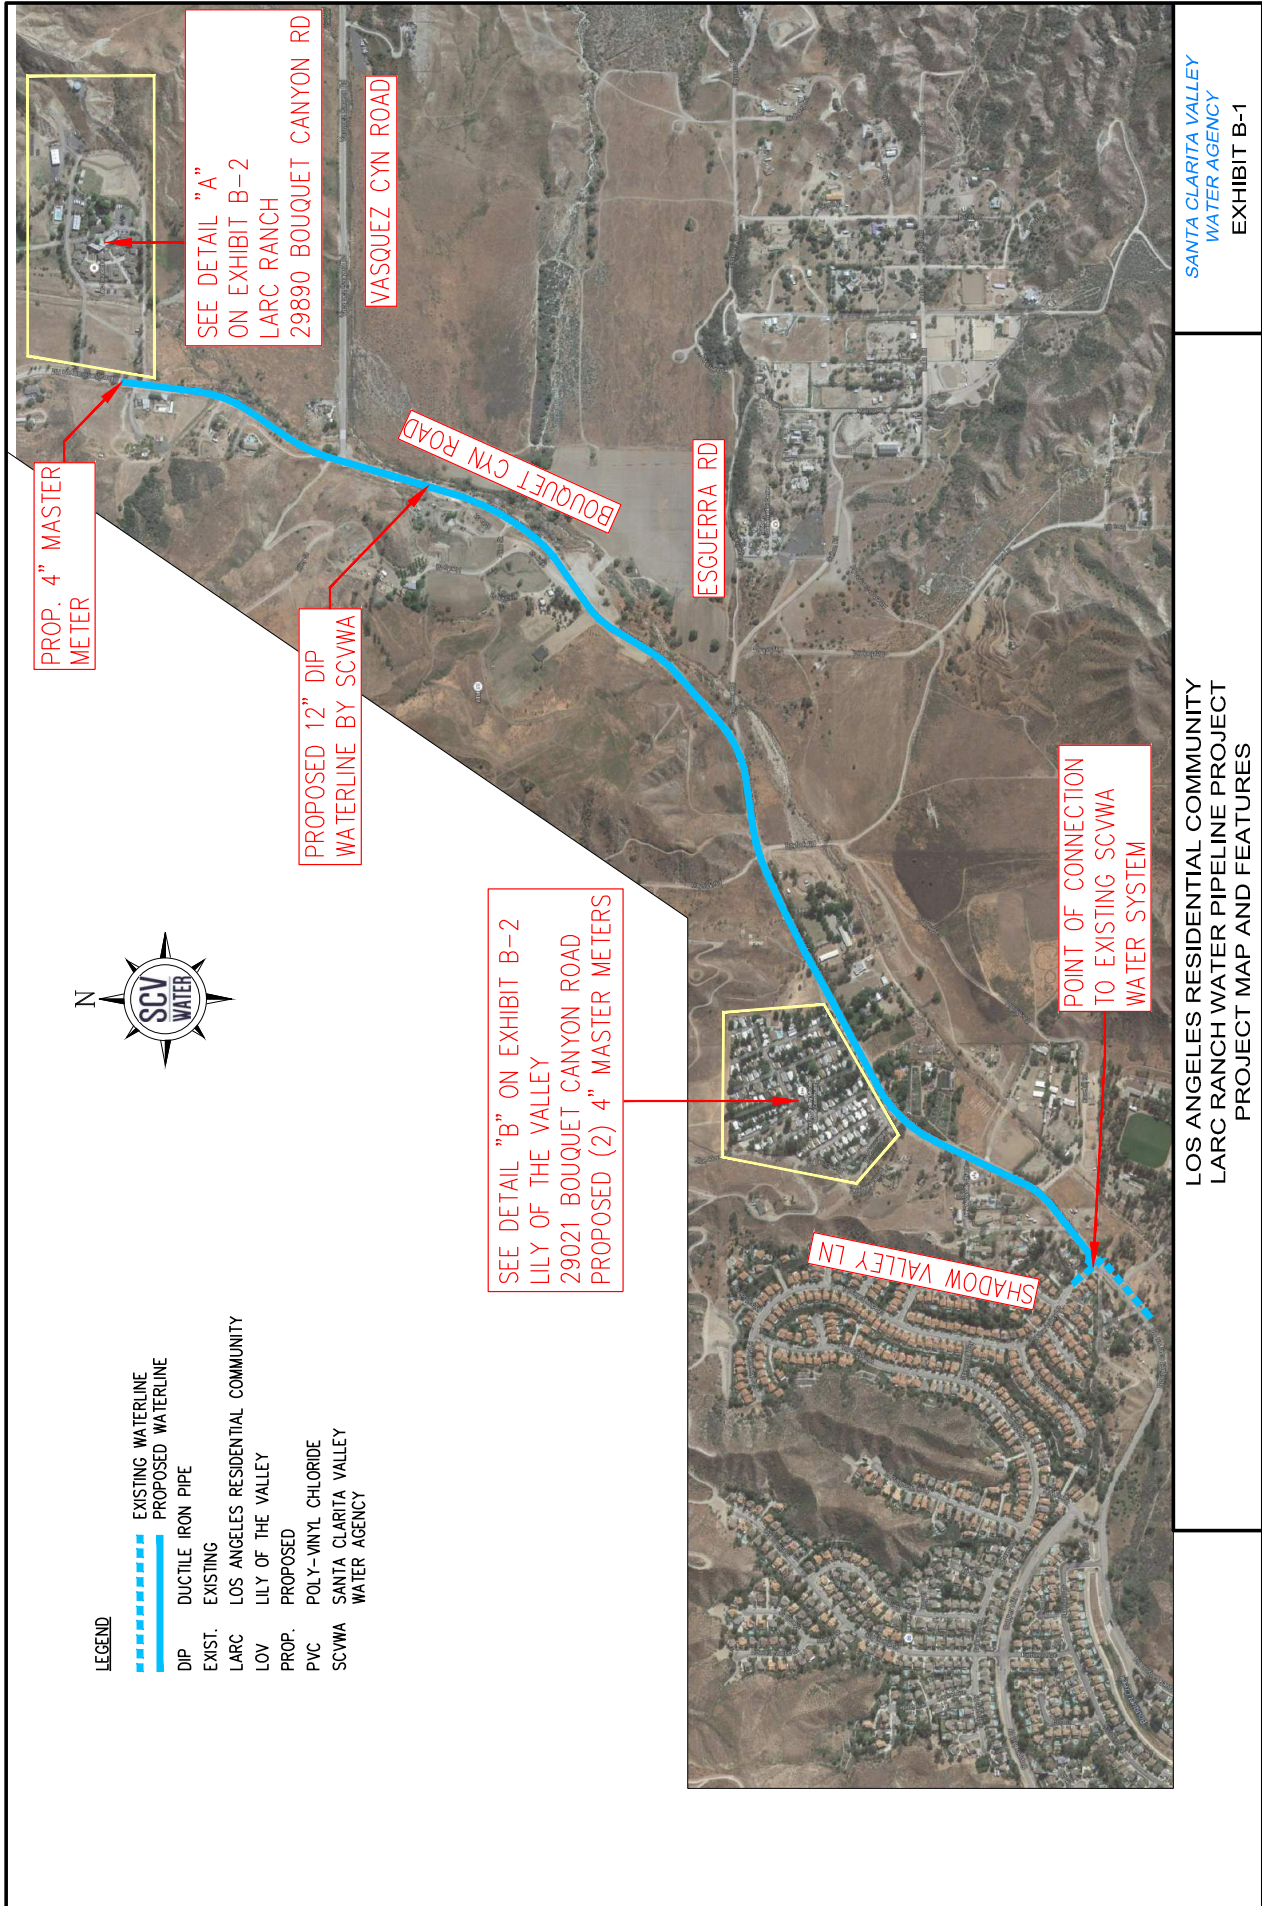 LEGEND
EXISTING WATERLINE
PROPOSED WATERLINE
DIP DUCTILE IRON PIPE
EXIST. EXISTING
LARC LOS ANGELES RESIDENTIAL COMMUNITY
LOV LILY OF THE VALLEY
PROP. PROPOSED
PVC POLY-VINYL CHLORIDE
SCVWA SANTA CLARITA VALLEY
WATER AGENCY
N
SCV
WATER
PROP. 4" MASTER
METER
SEE DETAIL "A"
ON EXHIBIT B-2
LARC RANCH
29890 BOUQUET CANYON RD
VASQUEZ CYN ROAD
PROPOSED 12" DIP
WATERLINE BY SCVWA
BOUQUET CYN ROAD
ESGUERRA RD
SEE DETAIL "B" ON EXHIBIT B-2
LILY OF THE VALLEY
29021 BOUQUET CANYON ROAD
PROPOSED (2) 4" MASTER METERS
SHADOW VALLEY LN
POINT OF CONNECTION
TO EXISTING SCVWA
WATER SYSTEM
LOS ANGELES RESIDENTIAL COMMUNITY
LARC RANCH WATER PIPELINE PROJECT
PROJECT MAP AND FEATURES
SANTA CLARITA VALLEY
WATER AGENCY
EXHIBIT B-1